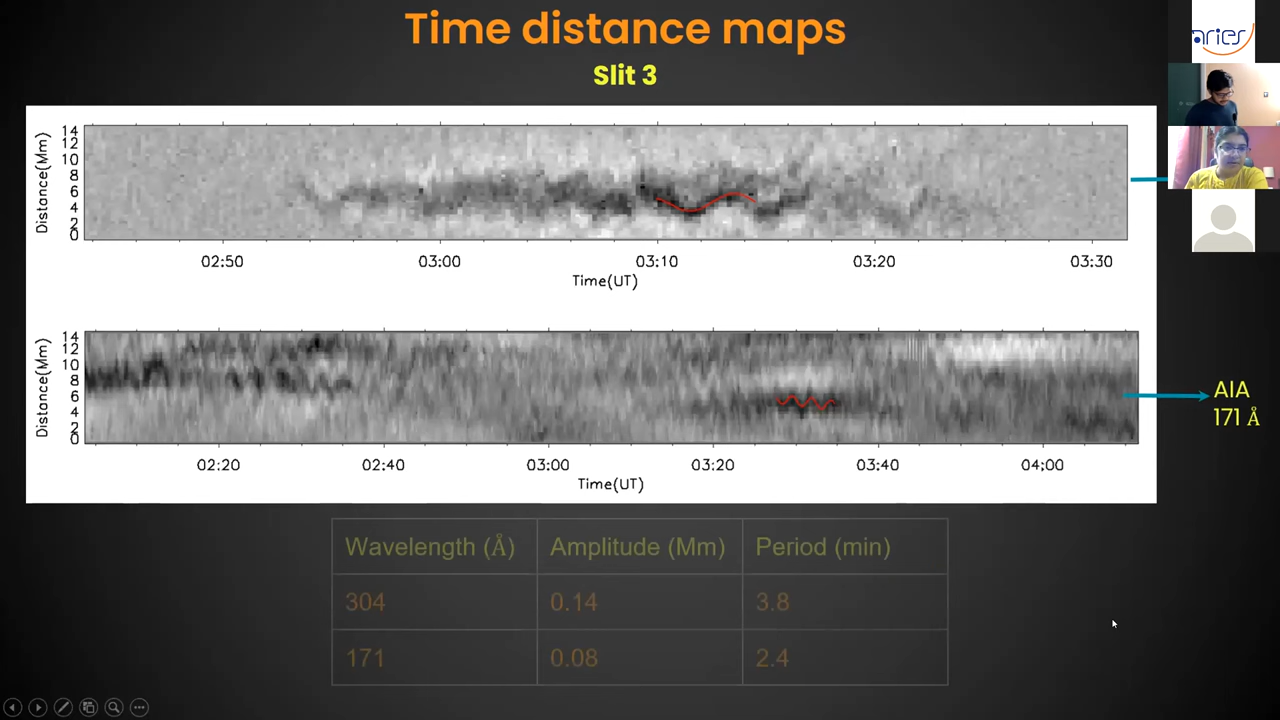 Time distance maps
Slit 3
aries
14
12
10
8
6
4
2
0
Distance(Mm)
02:50 03:00 03:10 03:20 03:30
Time(UT)
14
12
10
8
6
4
2
0
Distance(Mm)
02:20 02:40 03:00 03:20 03:40 04:00
Time(UT)
AIA
171 Å
Wavelength (Å) Amplitude (Mm) Period (min)
304 0.14 3.8
171 0.08 2.4